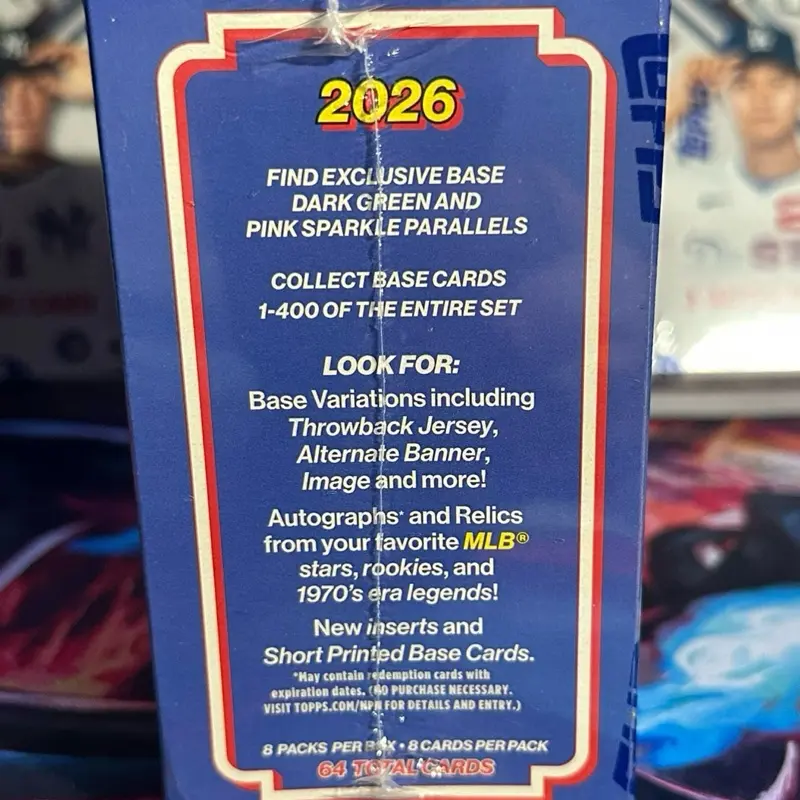 2026
FIND EXCLUSIVE BASE
DARK GREEN AND
PINK SPARKLE PARALLELS
COLLECT BASE CARDS
1-400 OF THE ENTIRE SET
LOOK FOR:
Base Variations including
Throwback Jersey,
Alternate Banner,
Image and more!
Autographs* and Relics
from your favorite MLB®
stars, rookies, and
1970's era legends!
New inserts and
Short Printed Base Cards.
*May contain redemption cards with
expiration dates. (NO PURCHASE NECESSARY.
VISIT TOPPS.COM/NPN FOR DETAILS AND ENTRY.)
8 PACKS PER BOX • 8 CARDS PER PACK
64 TOTAL CARDS
topps